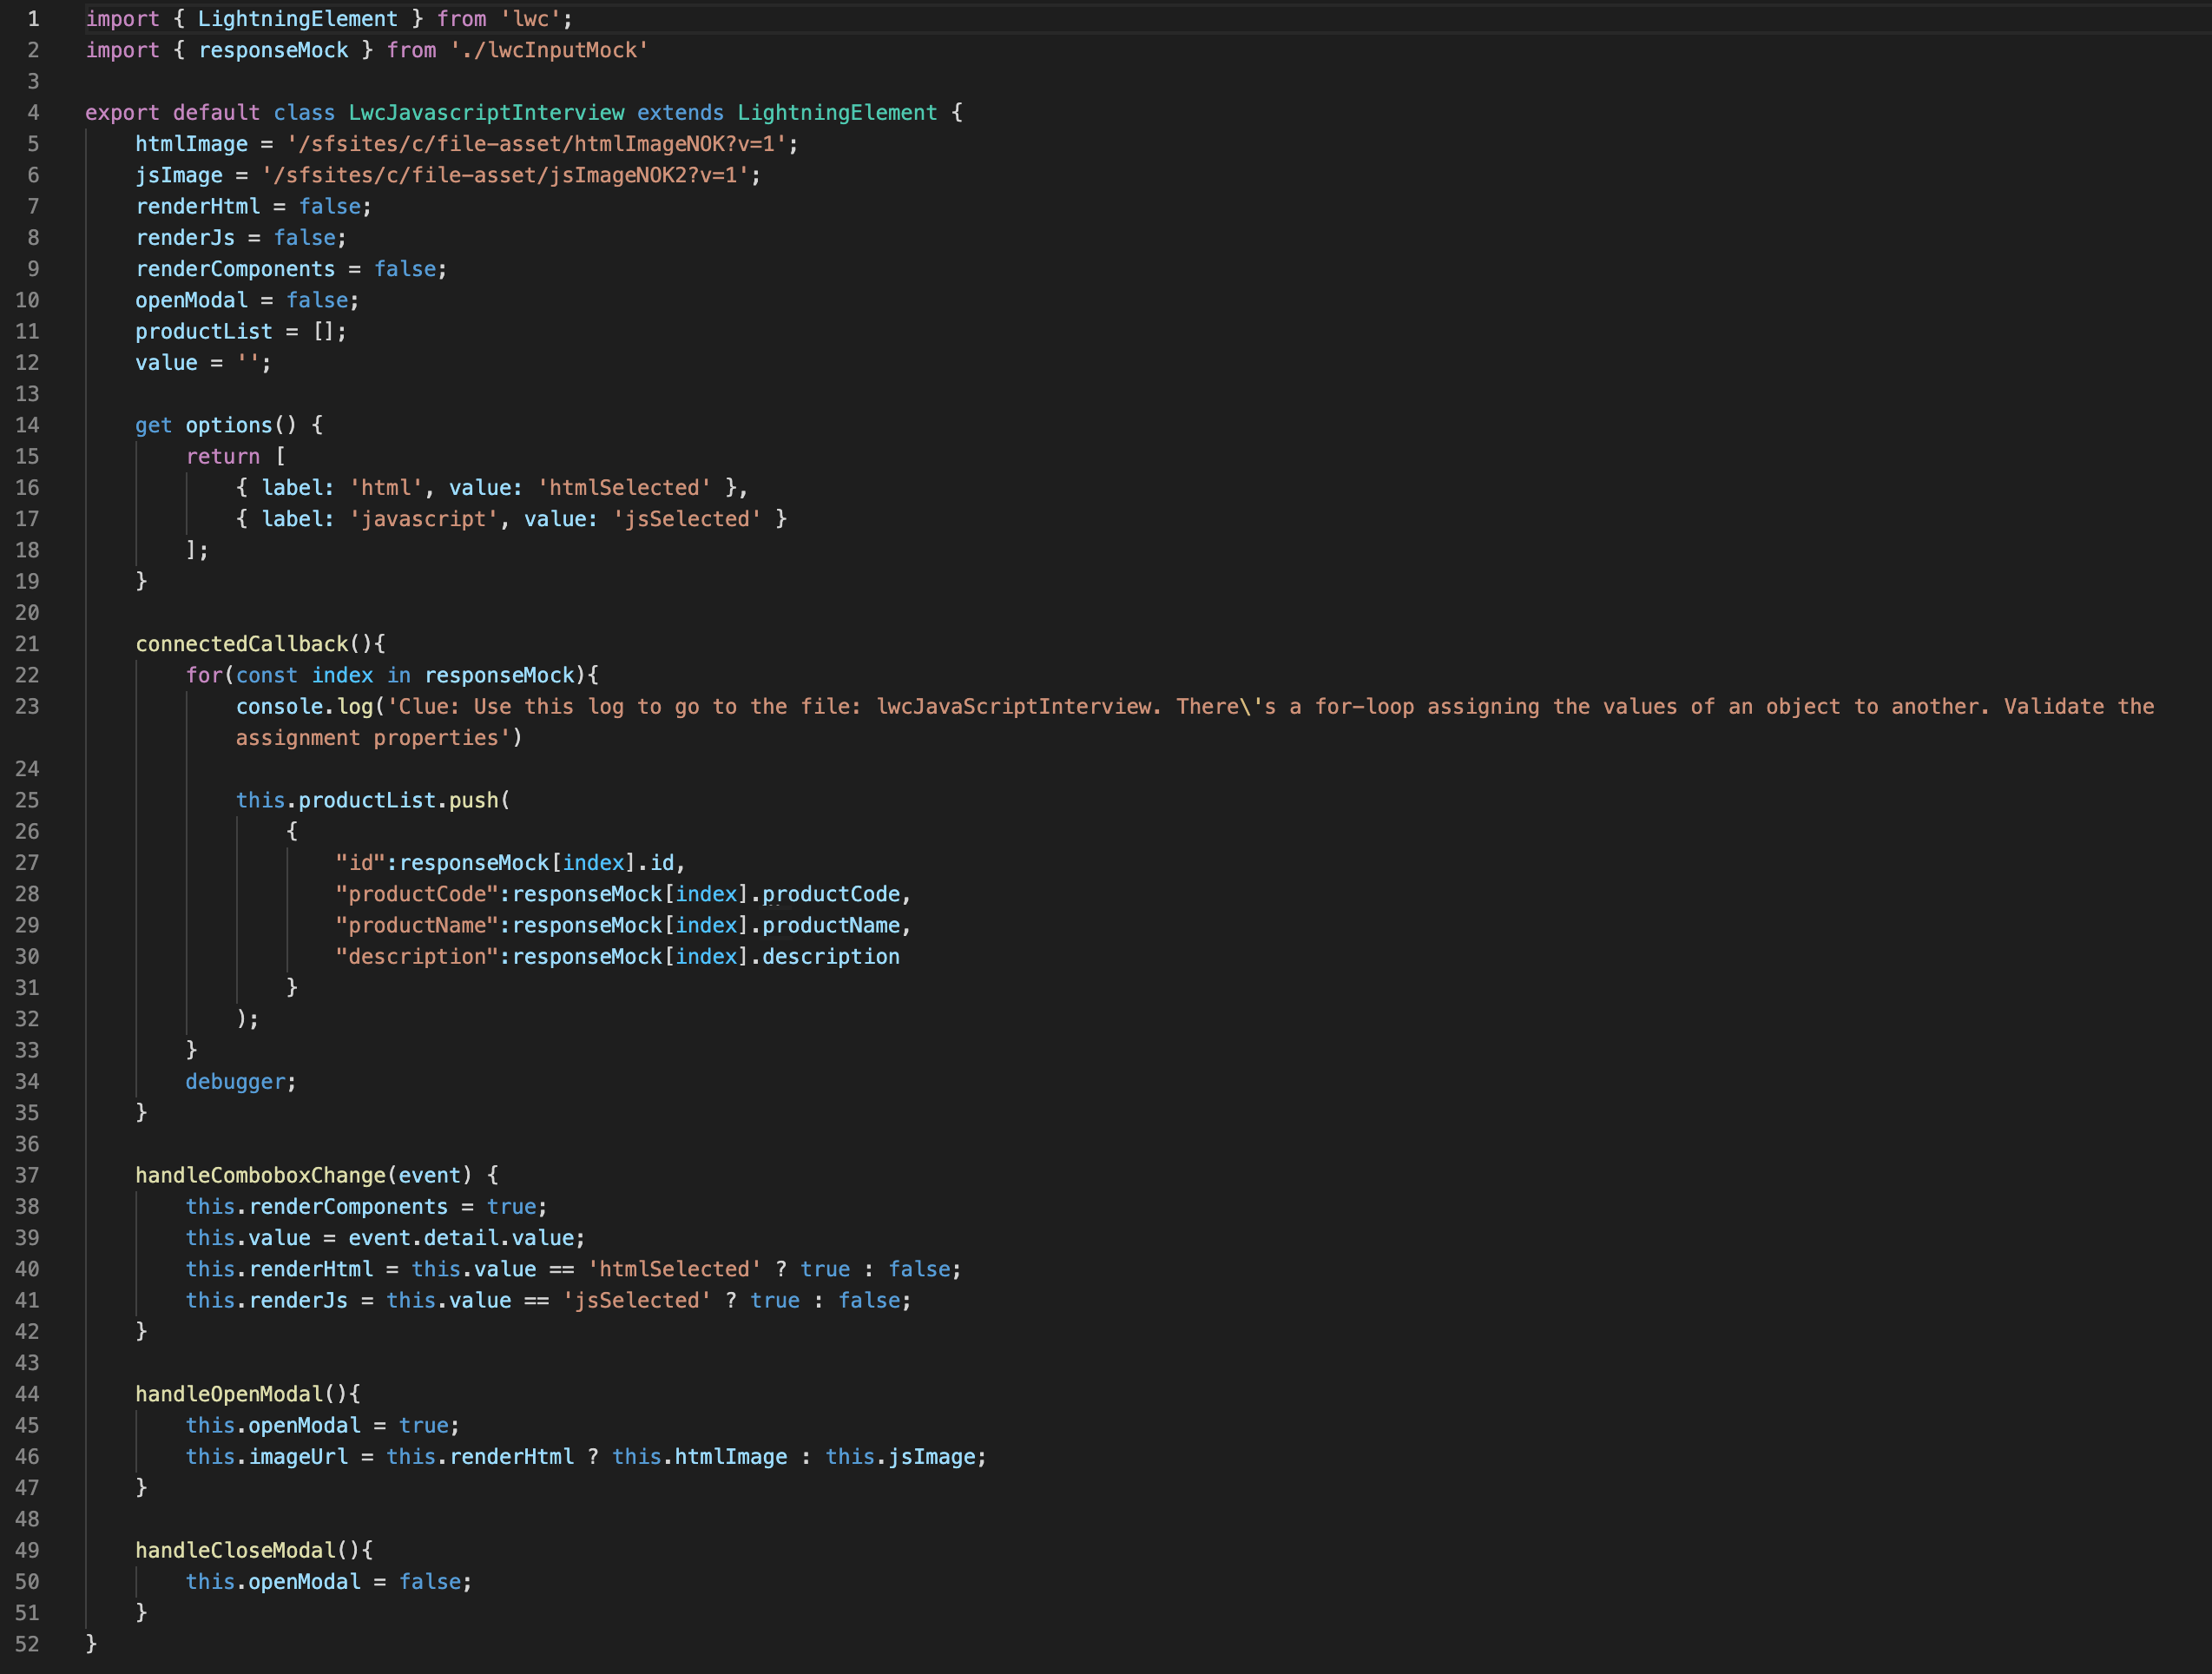 1 import { LightningElement } from 'lwc';
2 import { responseMock } from './lwcInputMock'
3
4 export default class LwcJavascriptInterview extends LightningElement {
5     htmlImage = '/sfsites/c/file-asset/htmlImageNOK?v=1';
6     jsImage = '/sfsites/c/file-asset/jsImageNOK2?v=1';
7     renderHtml = false;
8     renderJs = false;
9     renderComponents = false;
10     openModal = false;
11     productList = [];
12     value = '';
13
14     get options() {
15         return [
16             { label: 'html', value: 'htmlSelected' },
17             { label: 'javascript', value: 'jsSelected' }
18         ];
19     }
20
21     connectedCallback(){
22         for(const index in responseMock){
23             console.log('Clue: Use this log to go to the file: lwcJavaScriptInterview. There\'s a for-loop assigning the values of an object to another. Validate the
            assignment properties')
24
25             this.productList.push(
26                 {
27                     "id":responseMock[index].id,
28                     "productCode":responseMock[index].productCode,
29                     "productName":responseMock[index].productName,
30                     "description":responseMock[index].description
31                 }
32             );
33         }
34         debugger;
35     }
36
37     handleComboboxChange(event) {
38         this.renderComponents = true;
39         this.value = event.detail.value;
40         this.renderHtml = this.value == 'htmlSelected' ? true : false;
41         this.renderJs = this.value == 'jsSelected' ? true : false;
42     }
43
44     handleOpenModal(){
45         this.openModal = true;
46         this.imageUrl = this.renderHtml ? this.htmlImage : this.jsImage;
47     }
48
49     handleCloseModal(){
50         this.openModal = false;
51     }
52 }